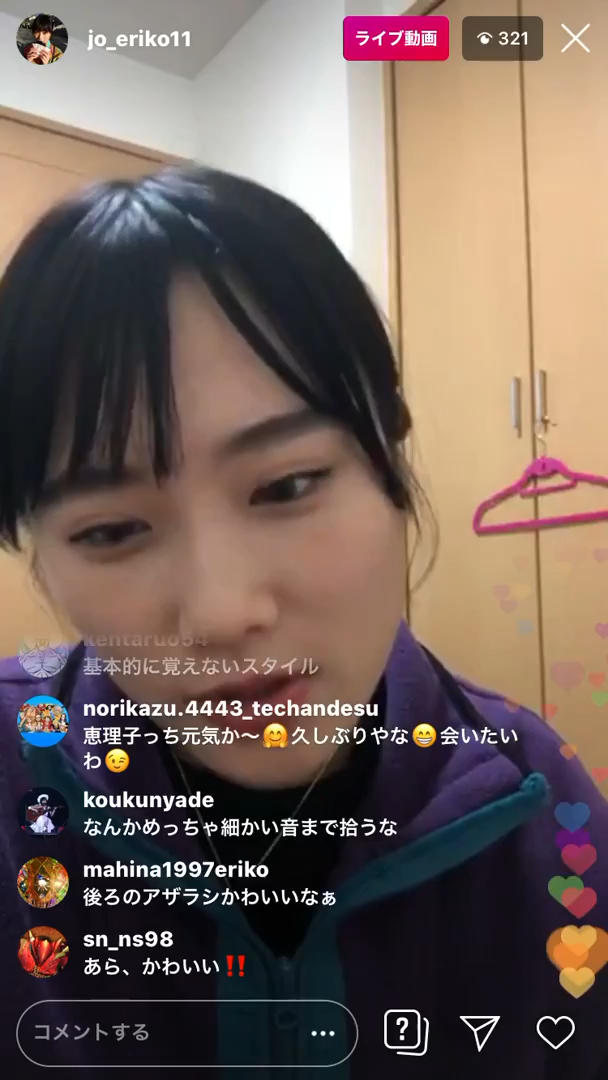 jo_eriko11
ライブ動画
321
kentaruo54
基本的に覚えないスタイル
norikazu.4443_techandesu
恵理子っち元気か〜🤗久しぶりやな😁会いたい
わ😉
koukunyade
なんかめっちゃ細かい音まで拾うな
mahina1997eriko
後ろのアザラシかわいいなぁ
sn_ns98
あら、かわいい‼️
コメントする